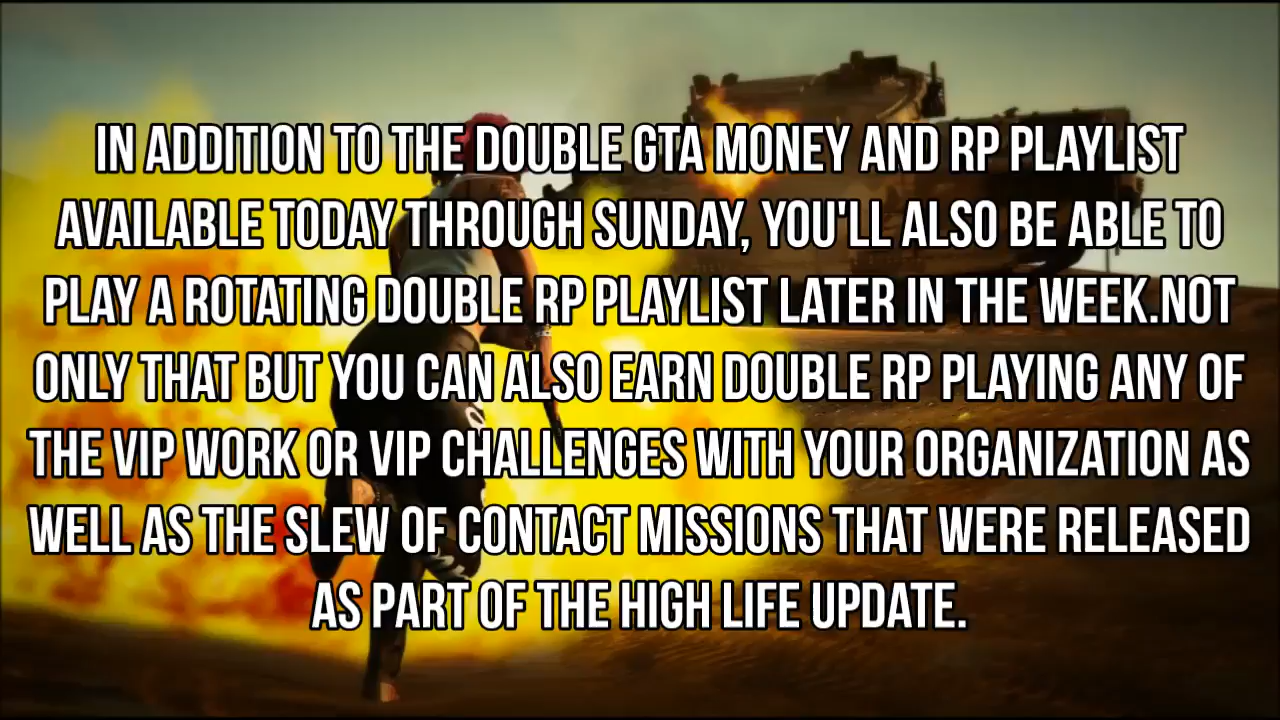 IN ADDITION TO THE DOUBLE GTA MONEY AND RP PLAYLIST
AVAILABLE TODAY THROUGH SUNDAY, YOU'LL ALSO BE ABLE TO
PLAY A ROTATING DOUBLE RP PLAYLIST LATER IN THE WEEK.NOT
ONLY THAT BUT YOU CAN ALSO EARN DOUBLE RP PLAYING ANY OF
THE VIP WORK OR VIP CHALLENGES WITH YOUR ORGANIZATION AS
WELL AS THE SLEW OF CONTACT MISSIONS THAT WERE RELEASED
AS PART OF THE HIGH LIFE UPDATE.